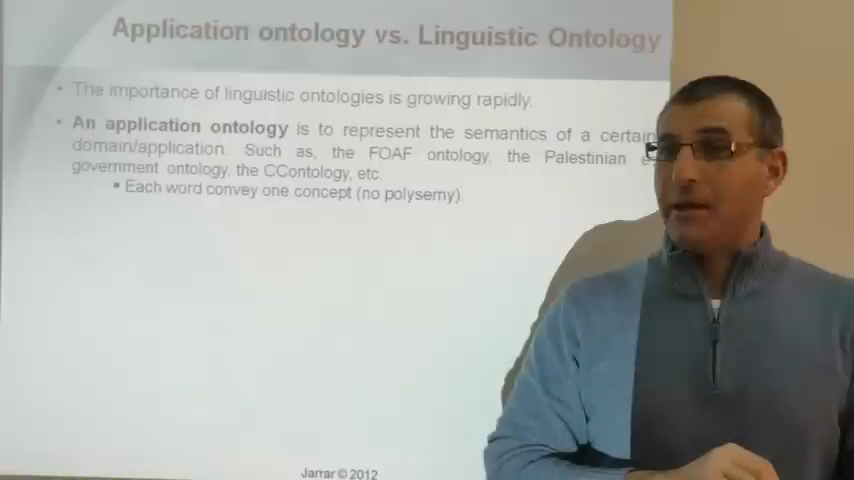 Application ontology vs. Linguistic Ontology
• The importance of linguistic ontologies is growing rapidly.
• An application ontology is to represent the semantics of a certain
domain/application. Such as, the FOAF ontology, the Palestinian
government ontology, the CContology, etc.
▪ Each word convey one concept (no polysemy).
Jarrar © 2012